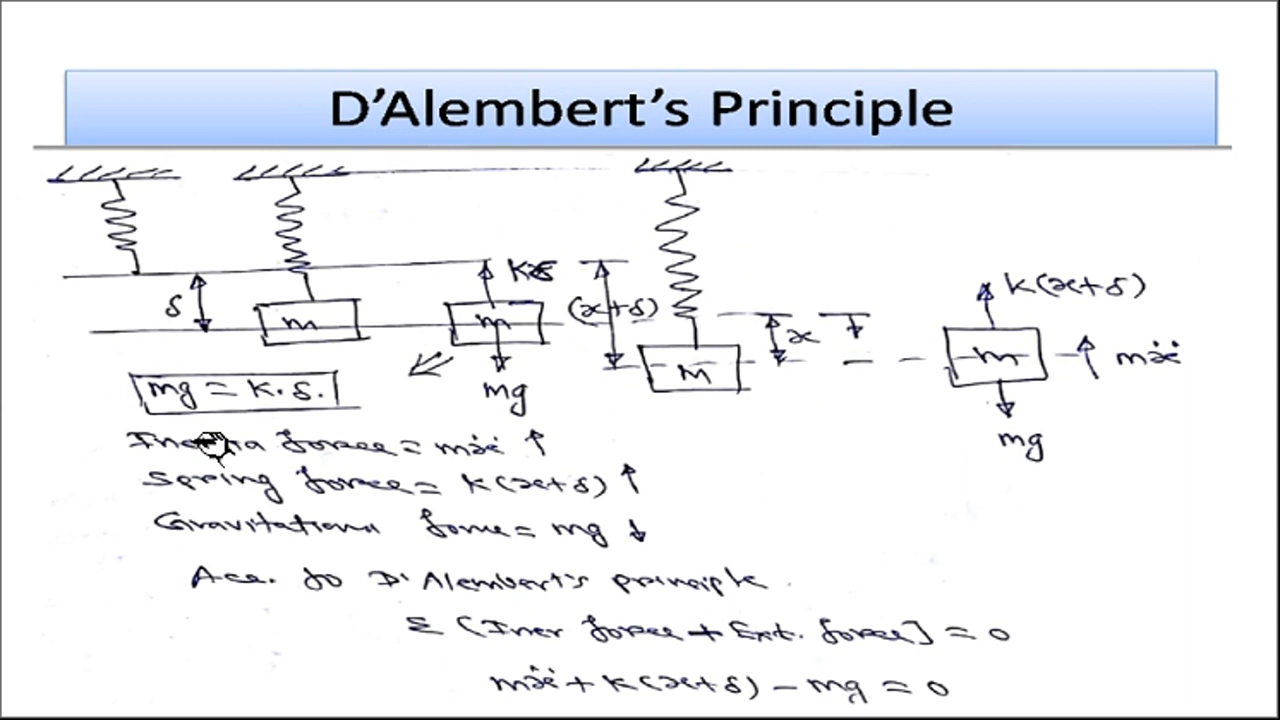 D'Alembert's Principle
δ
m
Kδ
m
mg
(x+δ)
m
x
k(x+δ)
m
mẍ
mg
mg = K.δ.
Inertia force = mẍ ↑
Spring force = K(x+δ) ↑
Gravitationa force = mg ↓
Acc. to D'Alembert's principle
Σ (Iner force + Ext. force] = 0
mẍ + K(x+δ) - mg = 0